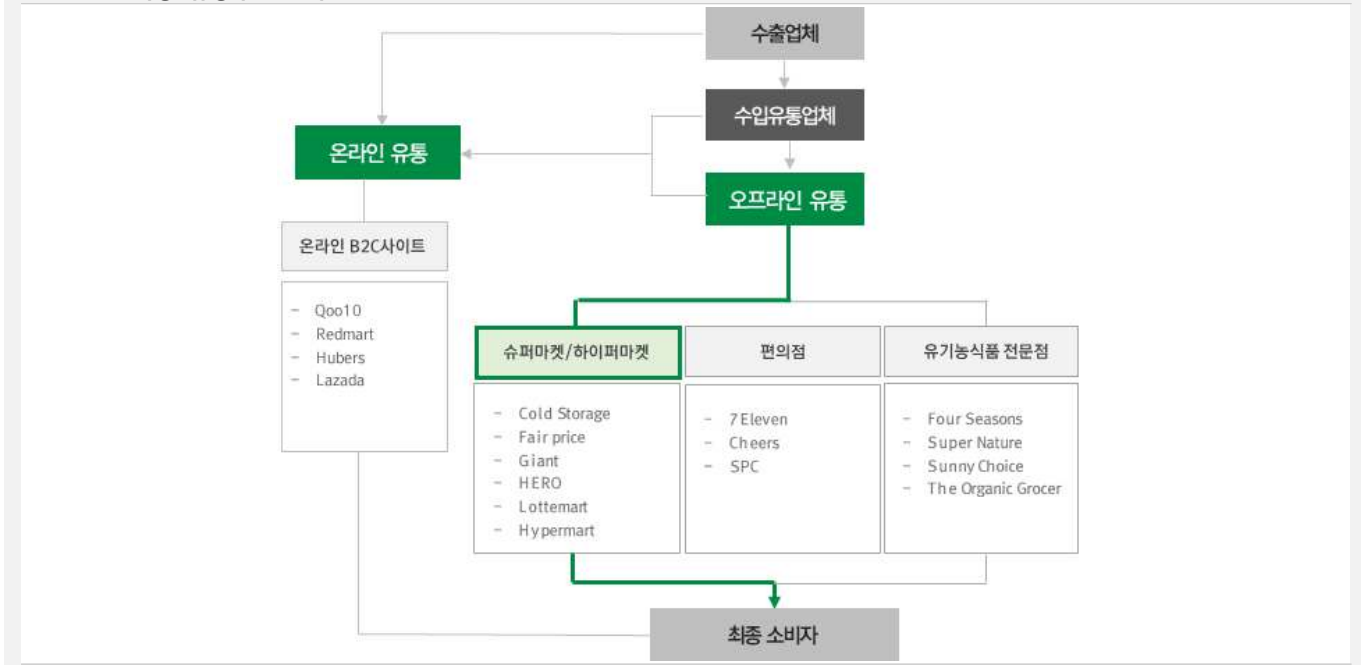 수출업체
수입유통업체
온라인 유통
오프라인 유통
온라인 B2C사이트
- Qoo10
- Redmart
- Hubers
- Lazada
슈퍼마켓/하이퍼마켓
- Cold Storage
- Fair price
- Giant
- HERO
- Lottemart
- Hypermart
편의점
- 7 Eleven
- Cheers
- SPC
유기농식품 전문점
- Four Seasons
- Super Nature
- Sunny Choice
- The Organic Grocer
최종 소비자